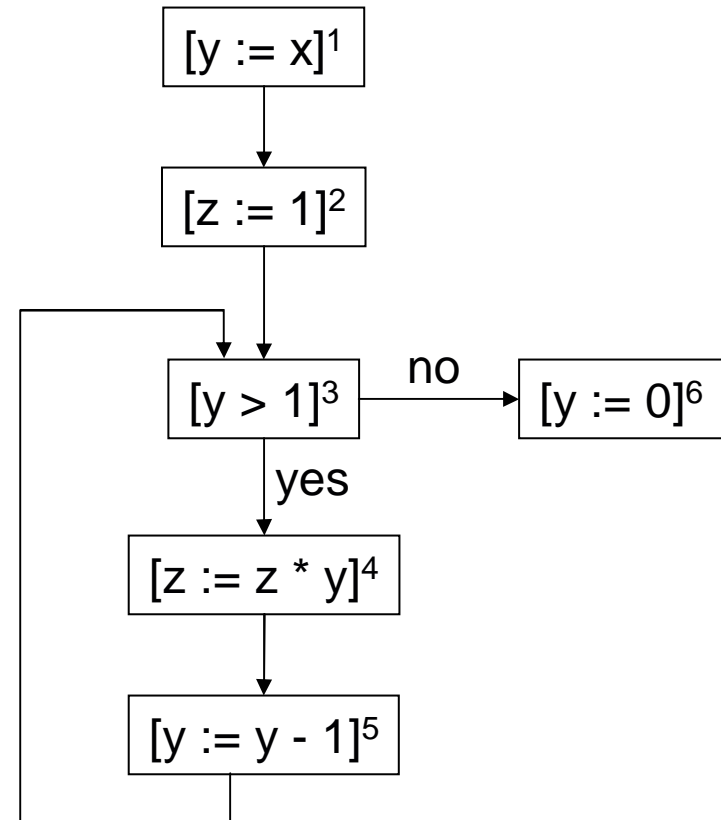 [y := x]¹
[z := 1]²
[y > 1]³
no
[y := 0]⁶
yes
[z := z * y]⁴
[y := y - 1]⁵